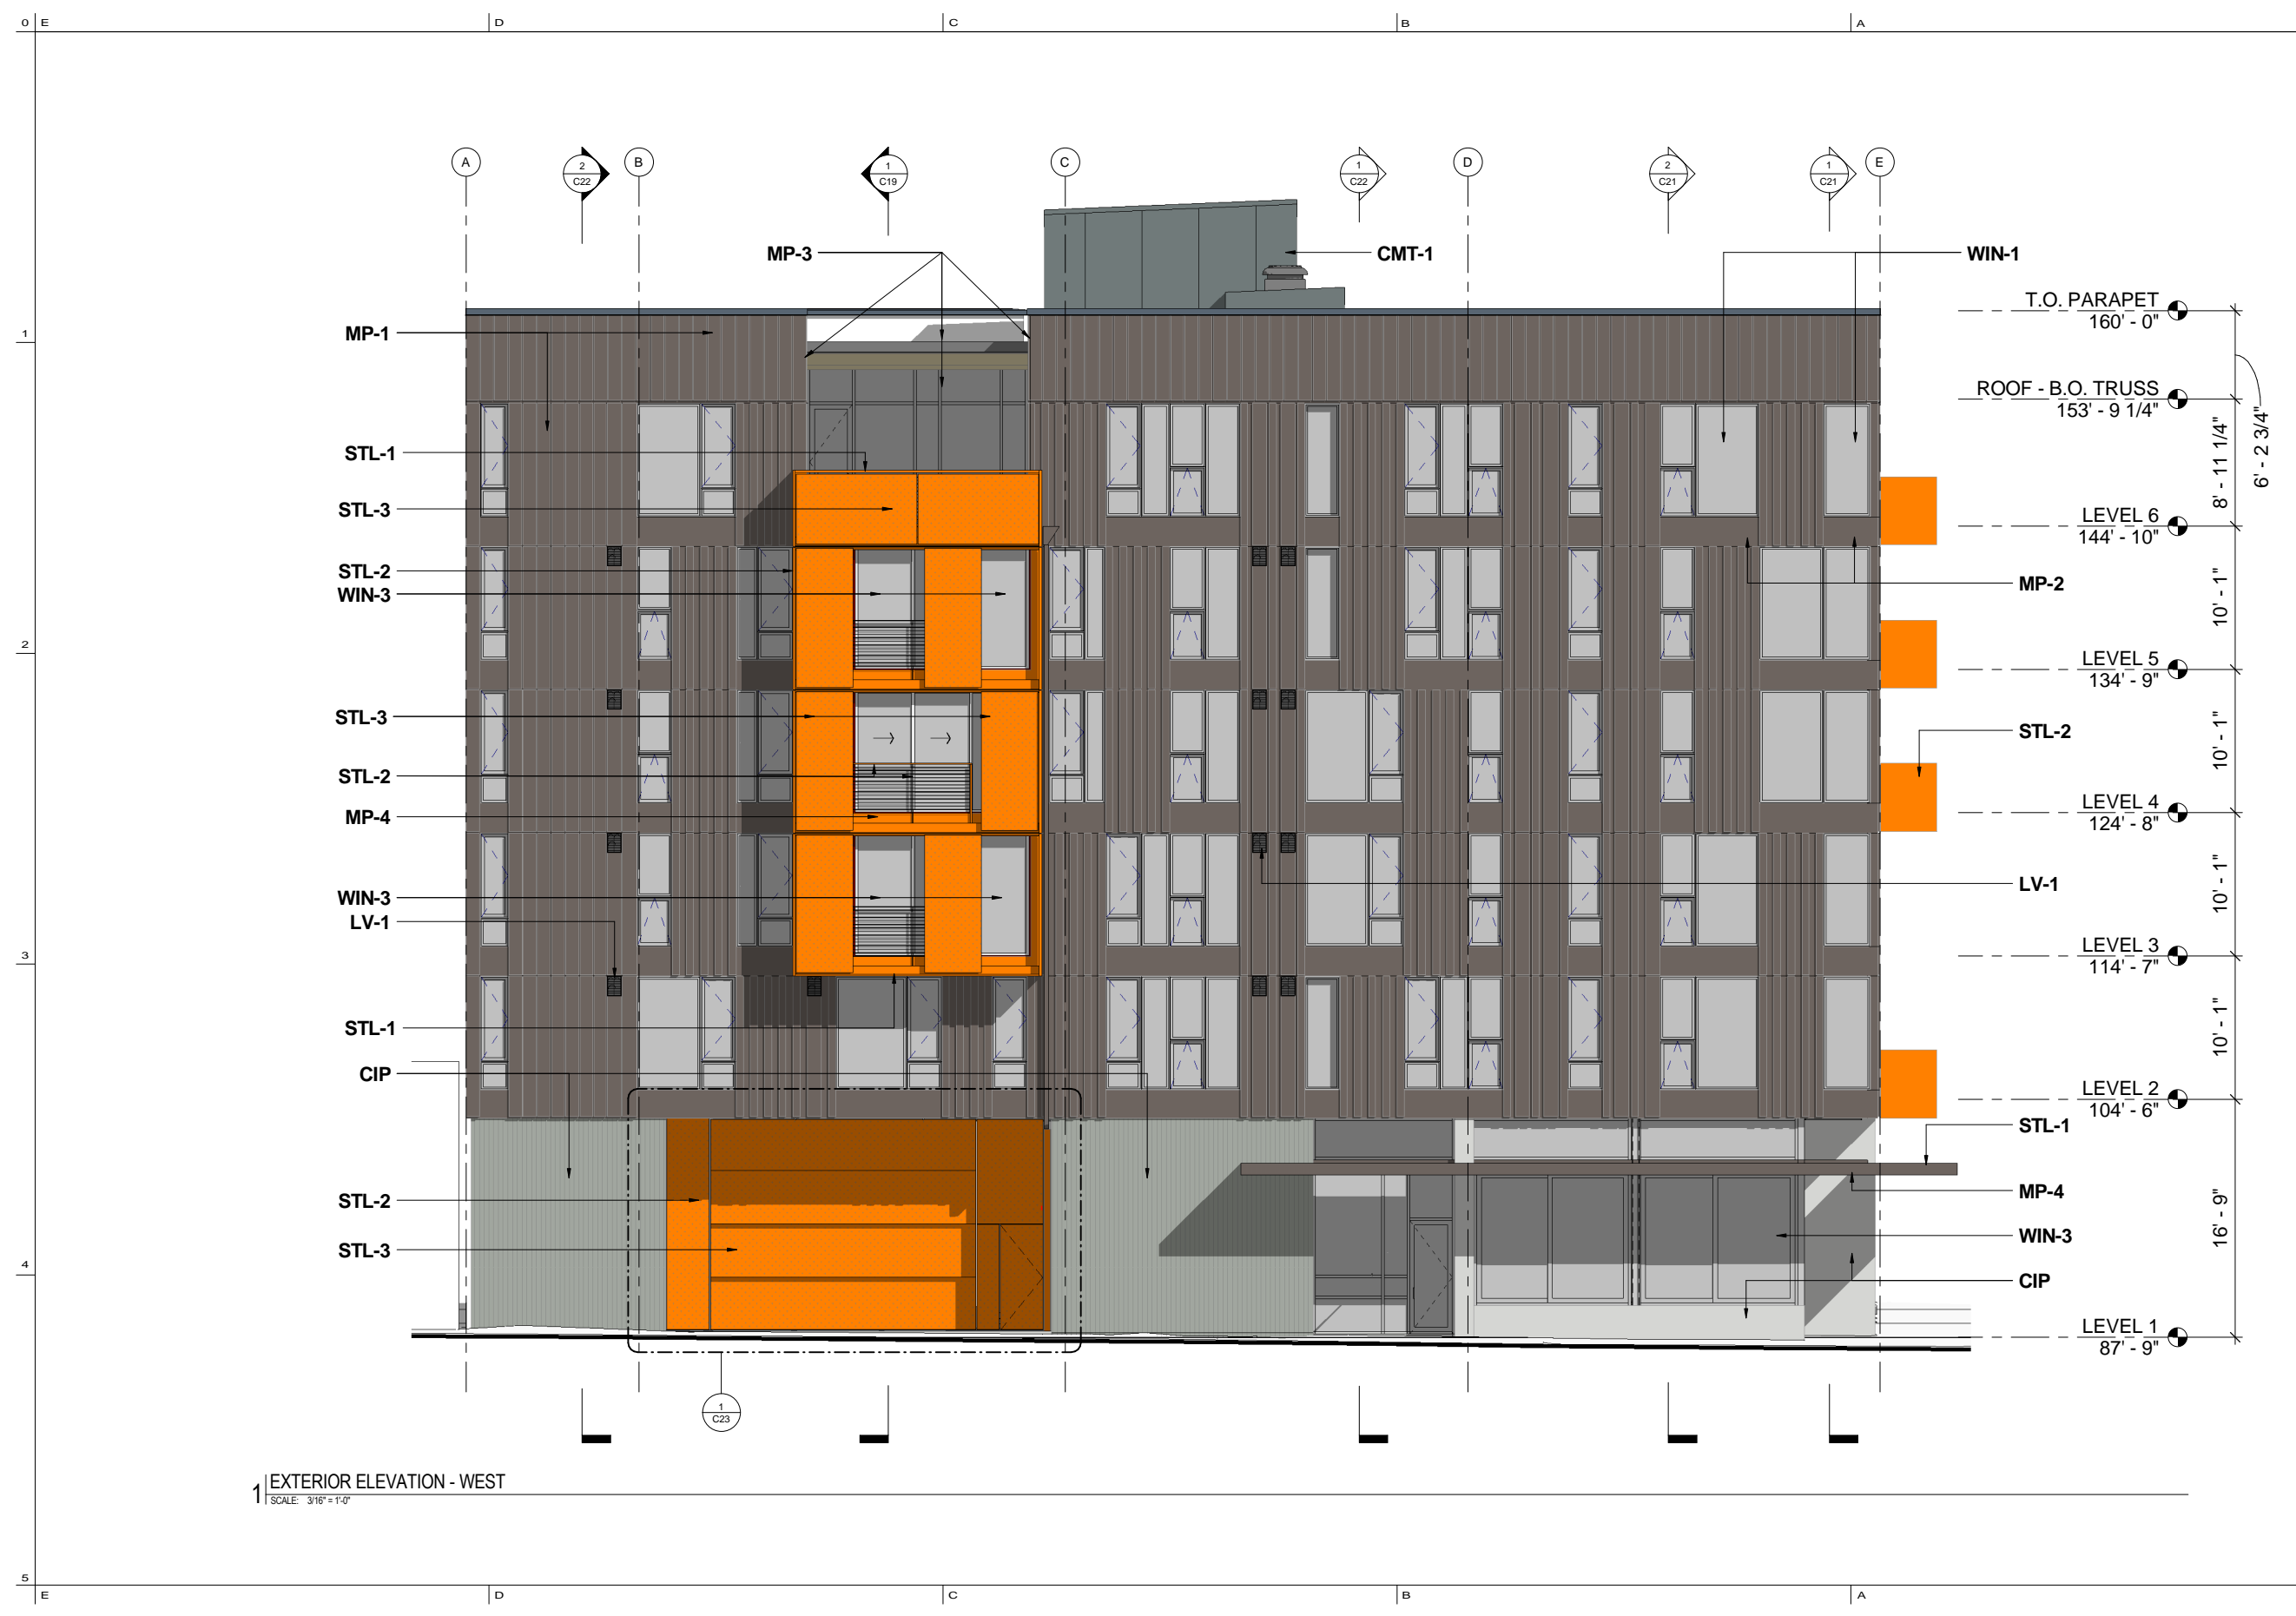 0 E D C B A
A 2 C22 B 1 C19 C 1 C22 D 2 C21 1 C21 E
MP-3 CMT-1 WIN-1
T.O. PARAPET
160' - 0"
6' - 2 3/4"
1 MP-1
ROOF - B.O. TRUSS
153' - 9 1/4"
8' - 11 1/4"
STL-1
STL-3
LEVEL 6
144' - 10"
STL-2
WIN-3
MP-2
10' - 1"
2
LEVEL 5
134' - 9"
STL-3
STL-2
10' - 1"
STL-2
MP-4
LEVEL 4
124' - 8"
LV-1
10' - 1"
WIN-3
LV-1
3
LEVEL 3
114' - 7"
STL-1
10' - 1"
CIP
LEVEL 2
104' - 6"
STL-1
STL-2
MP-4
16' - 9"
STL-3
WIN-3
4
CIP
LEVEL 1
87' - 9"
1
C23
1 EXTERIOR ELEVATION - WEST
SCALE: 3/16" = 1'-0"
5
E D C B A